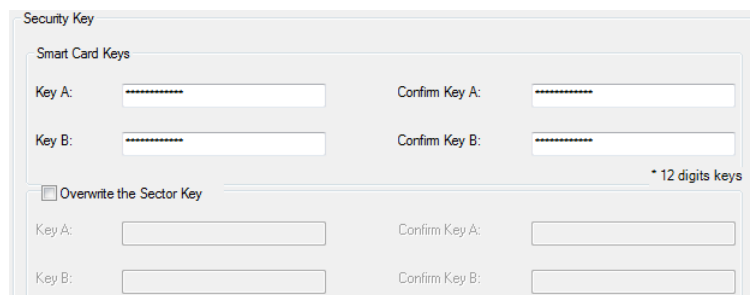 Security Key
Smart Card Keys
Key A: ************ Confirm Key A: ************
Key B: ************ Confirm Key B: ************
* 12 digits keys
Overwrite the Sector Key
Key A: Confirm Key A:
Key B: Confirm Key B: